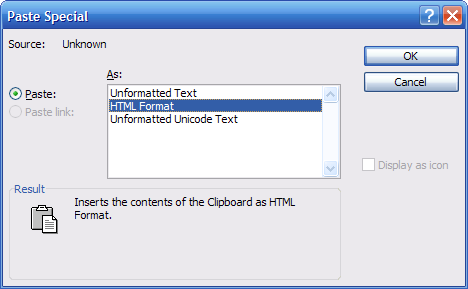 Paste Special
?
Source: Unknown
As:
Paste:
Paste link:
Unformatted Text
HTML Format
Unformatted Unicode Text
OK
Cancel
Display as icon
Result
Inserts the contents of the Clipboard as HTML
Format.